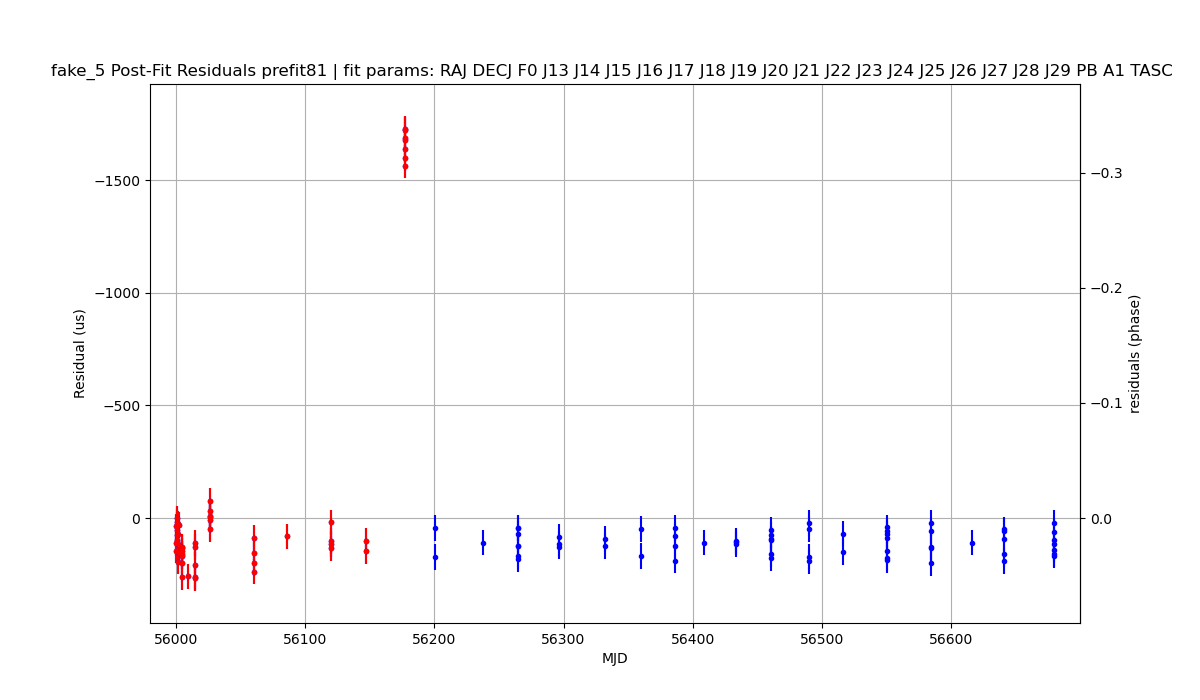 fake_5 Post-Fit Residuals prefit81 | fit params: RAJ DECJ F0 J13 J14 J15 J16 J17 J18 J19 J20 J21 J22 J23 J24 J25 J26 J27 J28 J29 PB A1 TASC
−1500
−1000
−500
0
Residual (us)
−0.3
−0.2
−0.1
0.0
residuals (phase)
56000 56100 56200 56300 56400 56500 56600
MJD